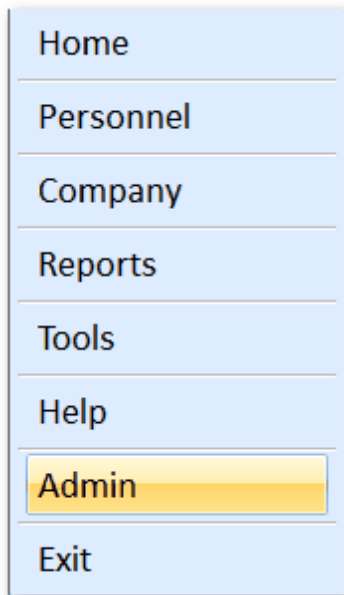 Home
Personnel
Company
Reports
Tools
Help
Admin
Exit